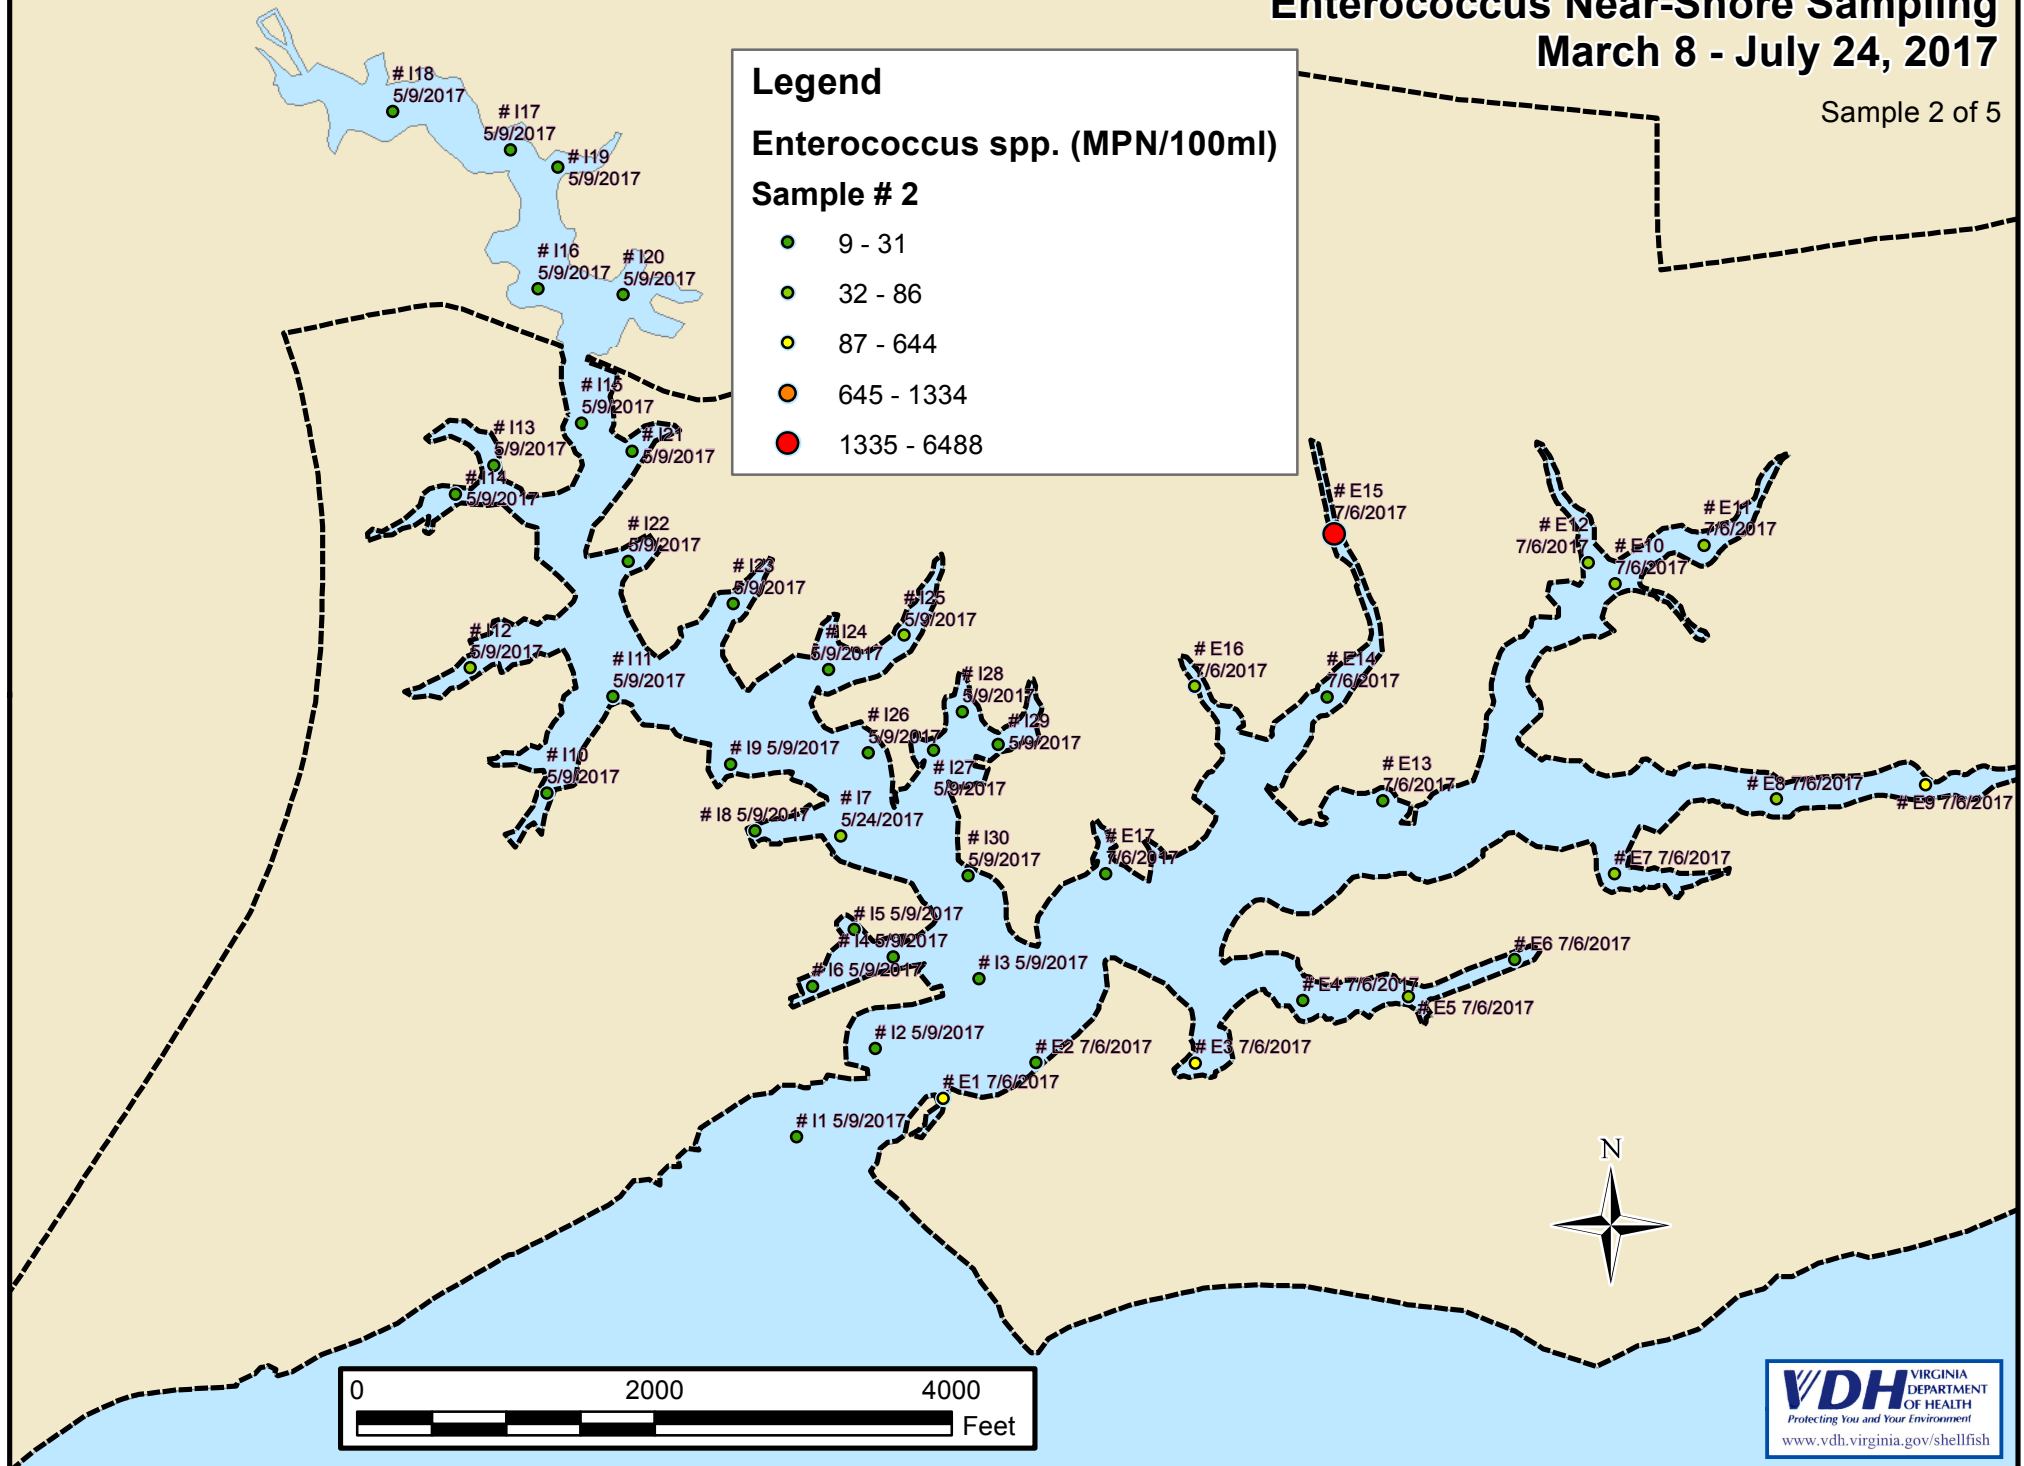 Enterococcus Near-Shore Sampling
March 8 - July 24, 2017
Sample 2 of 5
Legend
Enterococcus spp. (MPN/100ml)
Sample # 2
9 - 31
32 - 86
87 - 644
645 - 1334
1335 - 6488
# I18
5/9/2017
# I17
5/9/2017
# I19
5/9/2017
# I16
5/9/2017
# I20
5/9/2017
# I15
5/9/2017
# I13
5/9/2017
# I21
5/9/2017
# I14
5/9/2017
# I22
5/9/2017
# I23
5/9/2017
# I25
5/9/2017
# I24
5/9/2017
# I12
5/9/2017
# I11
5/9/2017
# I28
5/9/2017
# I26
5/9/2017
# I29
5/9/2017
# I9 5/9/2017
# I10
5/9/2017
# I27
5/9/2017
# I7
5/24/2017
# I8 5/9/2017
# I30
5/9/2017
# I5 5/9/2017
# I4 5/9/2017
# I6 5/9/2017
# I3 5/9/2017
# I2 5/9/2017
# I1 5/9/2017
# E15
7/6/2017
# E12
7/6/2017
# E11
7/6/2017
# E10
7/6/2017
# E16
7/6/2017
# E14
7/6/2017
# E13
7/6/2017
# E8 7/6/2017
# E9 7/6/2017
# E17
7/6/2017
# E7 7/6/2017
# E6 7/6/2017
# E4 7/6/2017
# E5 7/6/2017
# E2 7/6/2017
# E3 7/6/2017
# E1 7/6/2017
N
0 2000 4000
Feet
VDH VIRGINIA
DEPARTMENT
OF HEALTH
Protecting You and Your Environment
www.vdh.virginia.gov/shellfish